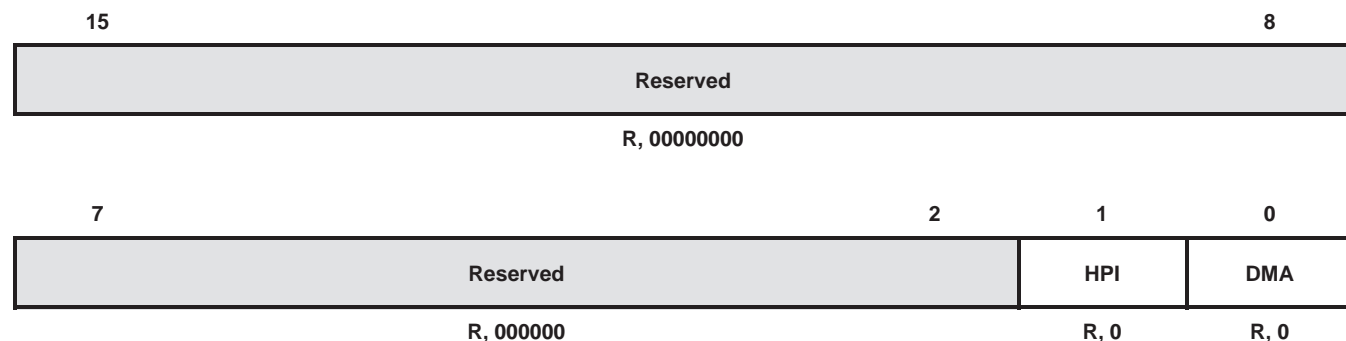 15 8
Reserved
R, 00000000
7 2 1 0
Reserved HPI DMA
R, 000000 R, 0 R, 0